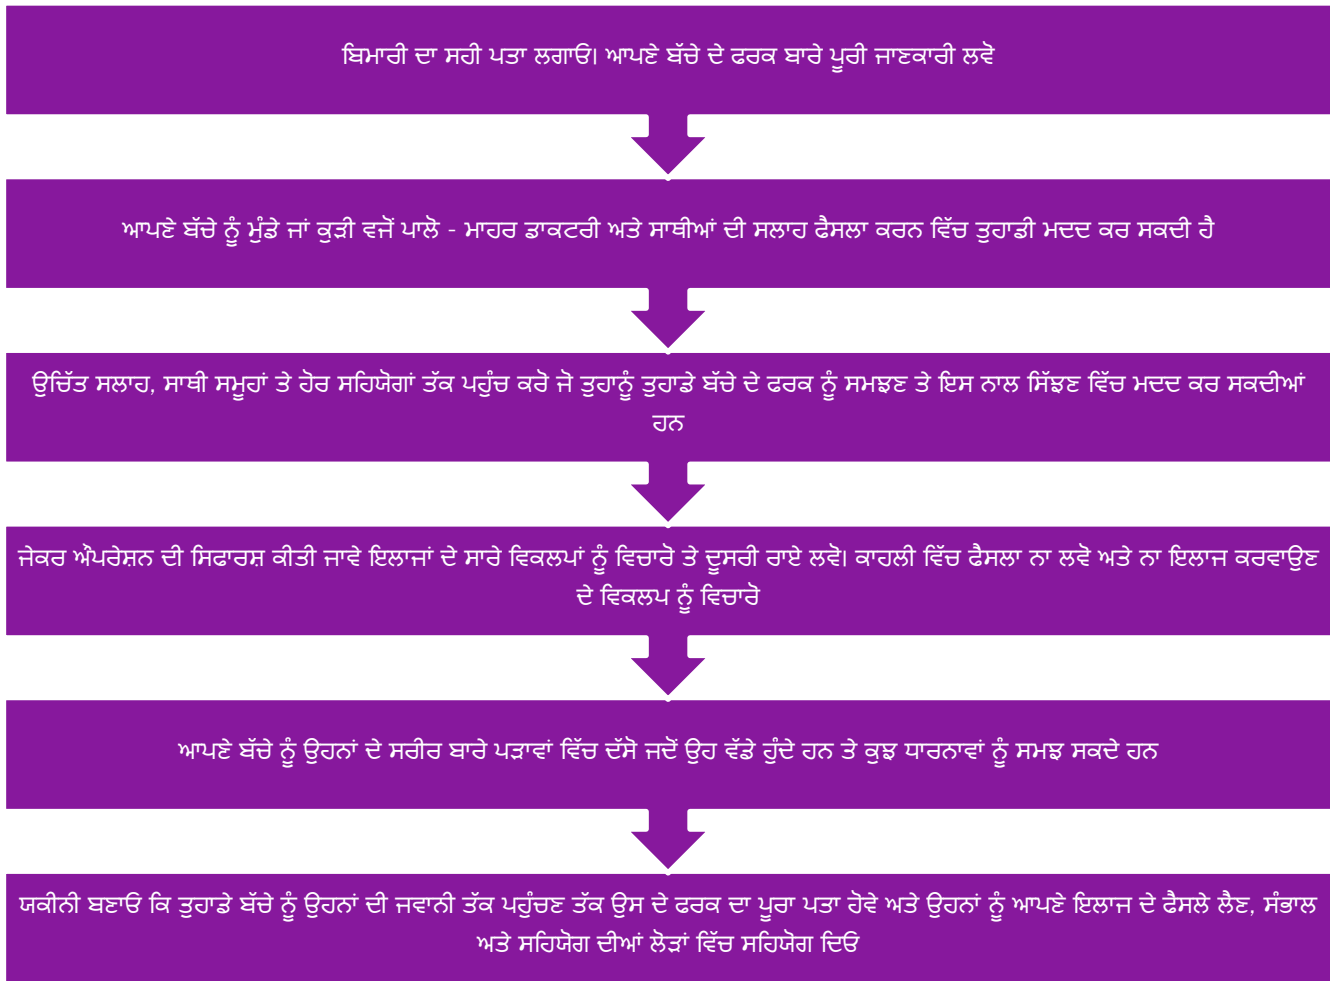 ਬਿਮਾਰੀ ਦਾ ਸਹੀ ਪਤਾ ਲਗਾਓ। ਆਪਣੇ ਬੱਚੇ ਦੇ ਫਰਕ ਬਾਰੇ ਪੂਰੀ ਜਾਣਕਾਰੀ ਲਵੋ
ਆਪਣੇ ਬੱਚੇ ਨੂੰ ਮੁੰਡੇ ਜਾਂ ਕੁੜੀ ਵਜੋਂ ਪਾਲੋ - ਮਾਹਰ ਡਾਕਟਰੀ ਅਤੇ ਸਾਥੀਆਂ ਦੀ ਸਲਾਹ ਫੈਸਲਾ ਕਰਨ ਵਿੱਚ ਤੁਹਾਡੀ ਮਦਦ ਕਰ ਸਕਦੀ ਹੈ
ਉਚਿੱਤ ਸਲਾਹ, ਸਾਥੀ ਸਮੂਹਾਂ ਤੇ ਹੋਰ ਸਹਿਯੋਗਾਂ ਤੱਕ ਪਹੁੰਚ ਕਰੋ ਜੋ ਤੁਹਾਨੂੰ ਤੁਹਾਡੇ ਬੱਚੇ ਦੇ ਫਰਕ ਨੂੰ ਸਮਝਣ ਤੇ ਇਸ ਨਾਲ ਸਿੱਝਣ ਵਿੱਚ ਮਦਦ ਕਰ ਸਕਦੀਆਂ
ਹਨ
ਜੇਕਰ ਔਪਰੇਸ਼ਨ ਦੀ ਸਿਫਾਰਸ਼ ਕੀਤੀ ਜਾਵੇ ਇਲਾਜਾਂ ਦੇ ਸਾਰੇ ਵਿਕਲਪਾਂ ਨੂੰ ਵਿਚਾਰੋ ਤੇ ਦੂਸਰੀ ਰਾਏ ਲਵੋ। ਕਾਹਲੀ ਵਿੱਚ ਫੈਸਲਾ ਨਾ ਲਵੋ ਅਤੇ ਨਾ ਇਲਾਜ ਕਰਵਾਉਣ
ਦੇ ਵਿਕਲਪ ਨੂੰ ਵਿਚਾਰੋ
ਆਪਣੇ ਬੱਚੇ ਨੂੰ ਉਹਨਾਂ ਦੇ ਸਰੀਰ ਬਾਰੇ ਪੜਾਵਾਂ ਵਿੱਚ ਦੱਸੋ ਜਦੋਂ ਉਹ ਵੱਡੇ ਹੁੰਦੇ ਹਨ ਤੇ ਕੁਝ ਧਾਰਨਾਵਾਂ ਨੂੰ ਸਮਝ ਸਕਦੇ ਹਨ
ਯਕੀਨੀ ਬਣਾਓ ਕਿ ਤੁਹਾਡੇ ਬੱਚੇ ਨੂੰ ਉਹਨਾਂ ਦੀ ਜਵਾਨੀ ਤੱਕ ਪਹੁੰਚਣ ਤੱਕ ਉਸ ਦੇ ਫਰਕ ਦਾ ਪੂਰਾ ਪਤਾ ਹੋਵੇ ਅਤੇ ਉਹਨਾਂ ਨੂੰ ਆਪਣੇ ਇਲਾਜ ਦੇ ਫੈਸਲੇ ਲੈਣ, ਸੰਭਾਲ
ਅਤੇ ਸਹਿਯੋਗ ਦੀਆਂ ਲੋੜਾਂ ਵਿੱਚ ਸਹਿਯੋਗ ਦਿਓ